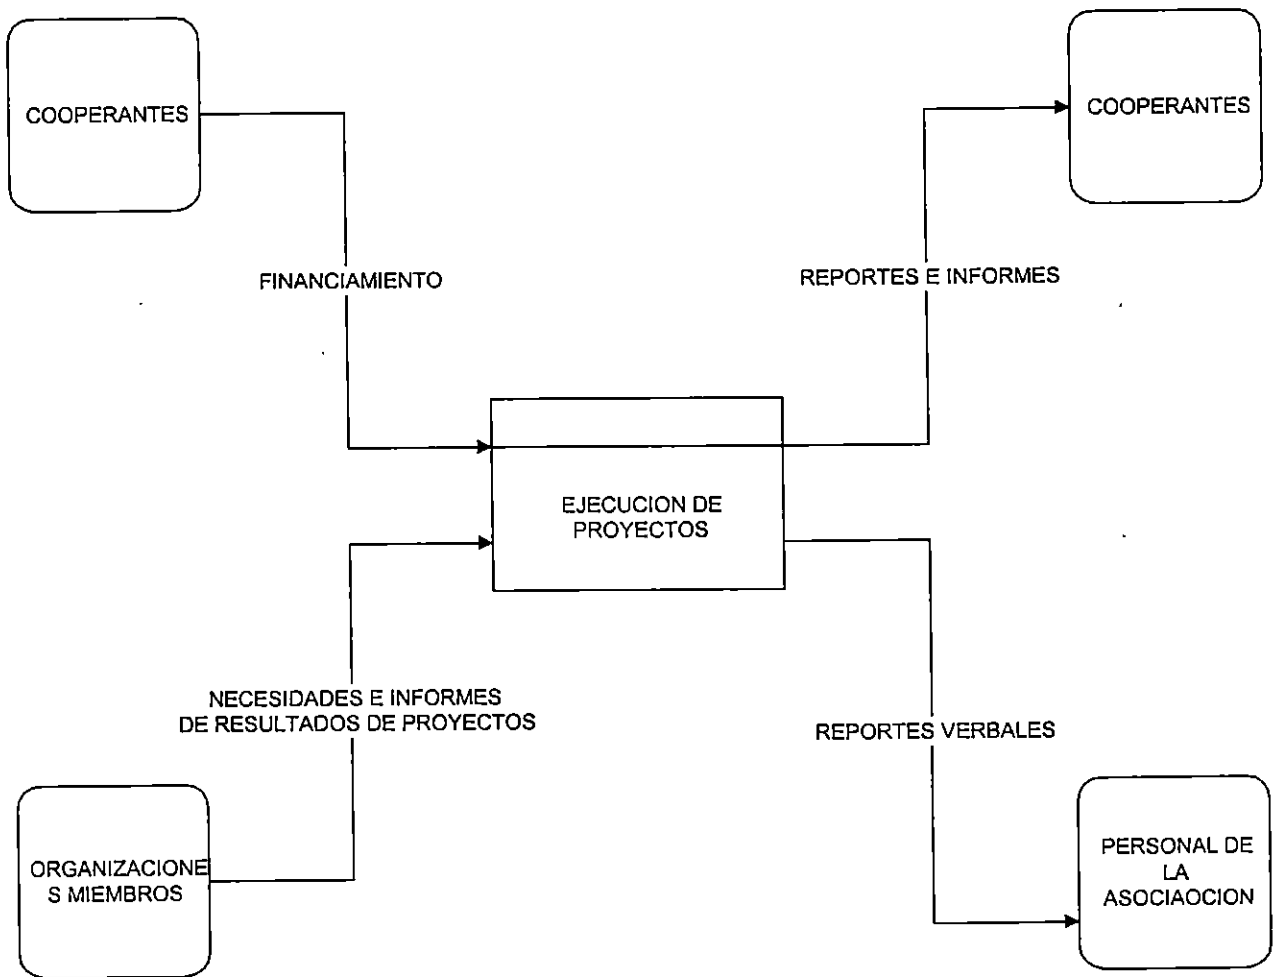 COOPERANTES
COOPERANTES
FINANCIAMIENTO
REPORTES E INFORMES
EJECUCION DE
PROYECTOS
NECESIDADES E INFORMES
DE RESULTADOS DE PROYECTOS
REPORTES VERBALES
ORGANIZACIONE
S MIEMBROS
PERSONAL DE
LA
ASOCIAOCION